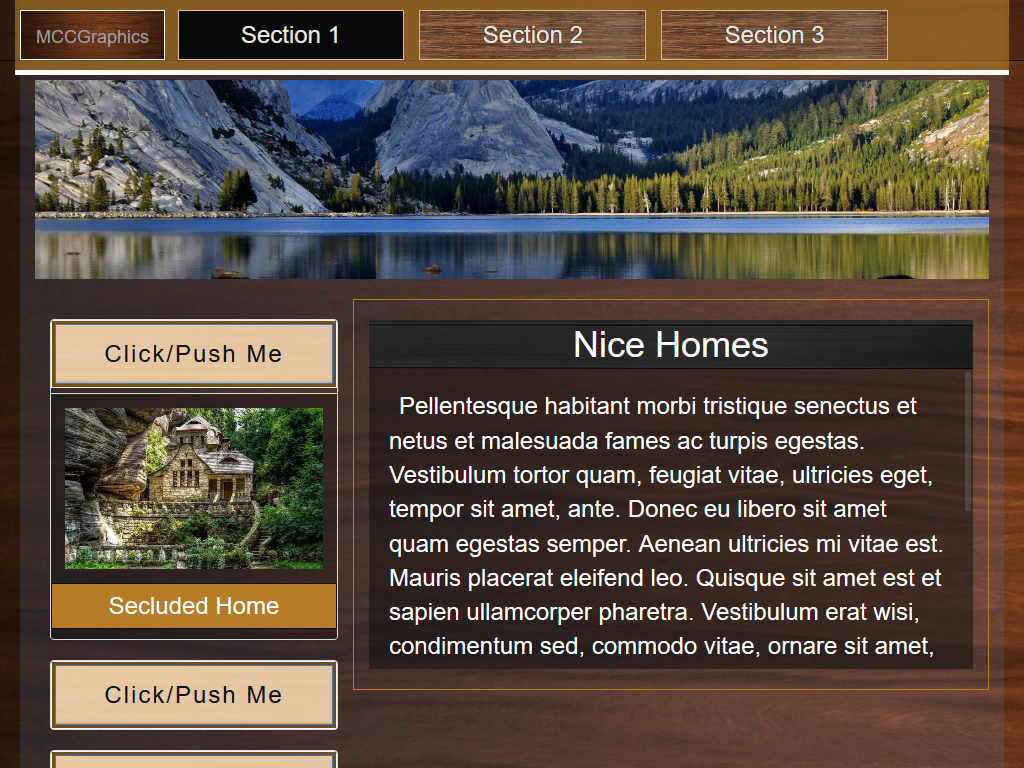 MCCGraphics
Section 1
Section 2
Section 3
Click/Push Me
Secluded Home
Click/Push Me
Nice Homes
Pellentesque habitant morbi tristique senectus et
netus et malesuada fames ac turpis egestas.
Vestibulum tortor quam, feugiat vitae, ultricies eget,
tempor sit amet, ante. Donec eu libero sit amet
quam egestas semper. Aenean ultricies mi vitae est.
Mauris placerat eleifend leo. Quisque sit amet est et
sapien ullamcorper pharetra. Vestibulum erat wisi,
condimentum sed, commodo vitae, ornare sit amet,